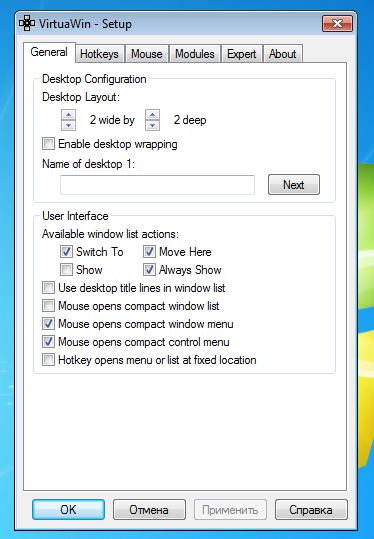 VirtuaWin - Setup
General Hotkeys Mouse Modules Expert About
Desktop Configuration
Desktop Layout:
2 wide by 2 deep
Enable desktop wrapping
Name of desktop 1:
Next
User Interface
Available window list actions:
Switch To Move Here
Show Always Show
Use desktop title lines in window list
Mouse opens compact window list
Mouse opens compact window menu
Mouse opens compact control menu
Hotkey opens menu or list at fixed location
OK Отмена Применить Справка